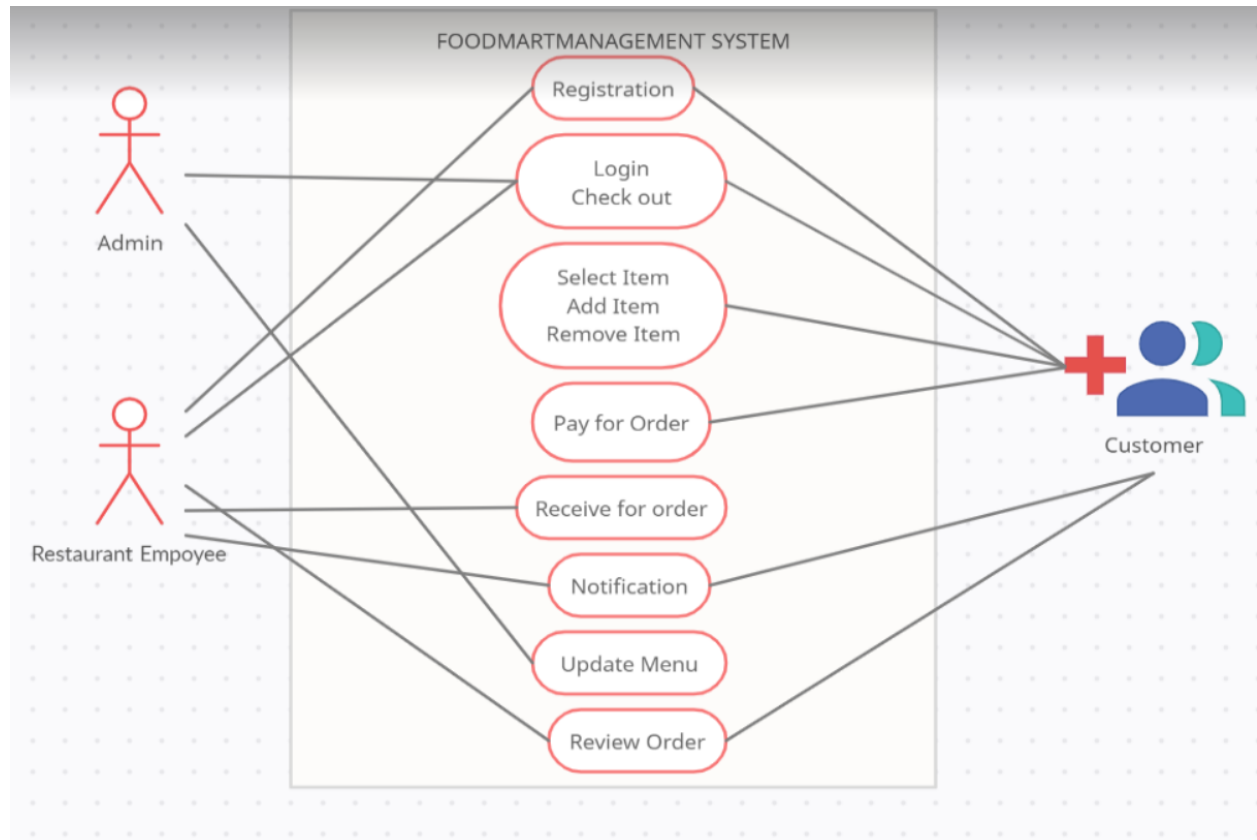 FOODMARTMANAGEMENT SYSTEM
Registration
Login
Check out
Admin
Select Item
Add Item
Remove Item
Pay for Order
Customer
Receive for order
Restaurant Empoyee
Notification
Update Menu
Review Order